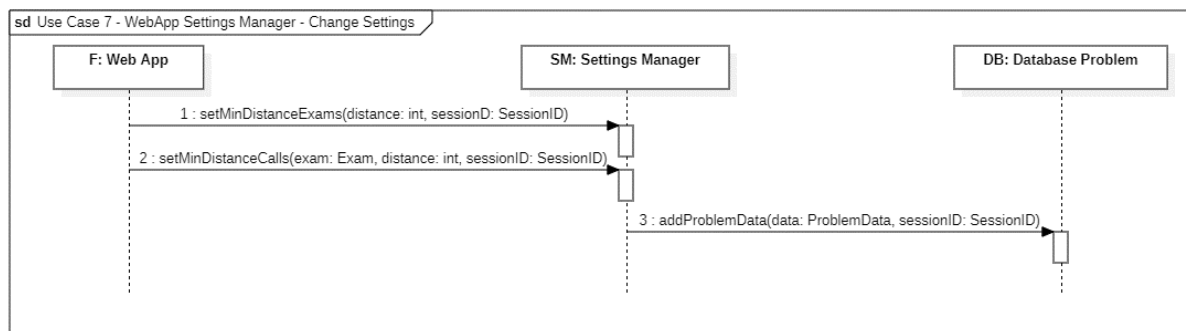 sd Use Case 7 - WebApp Settings Manager - Change Settings
F: Web App
SM: Settings Manager
DB: Database Problem
1 : setMinDistanceExams(distance: int, sessionD: SessionID)
2 : setMinDistanceCalls(exam: Exam, distance: int, sessionID: SessionID)
3 : addProblemData(data: ProblemData, sessionID: SessionID)